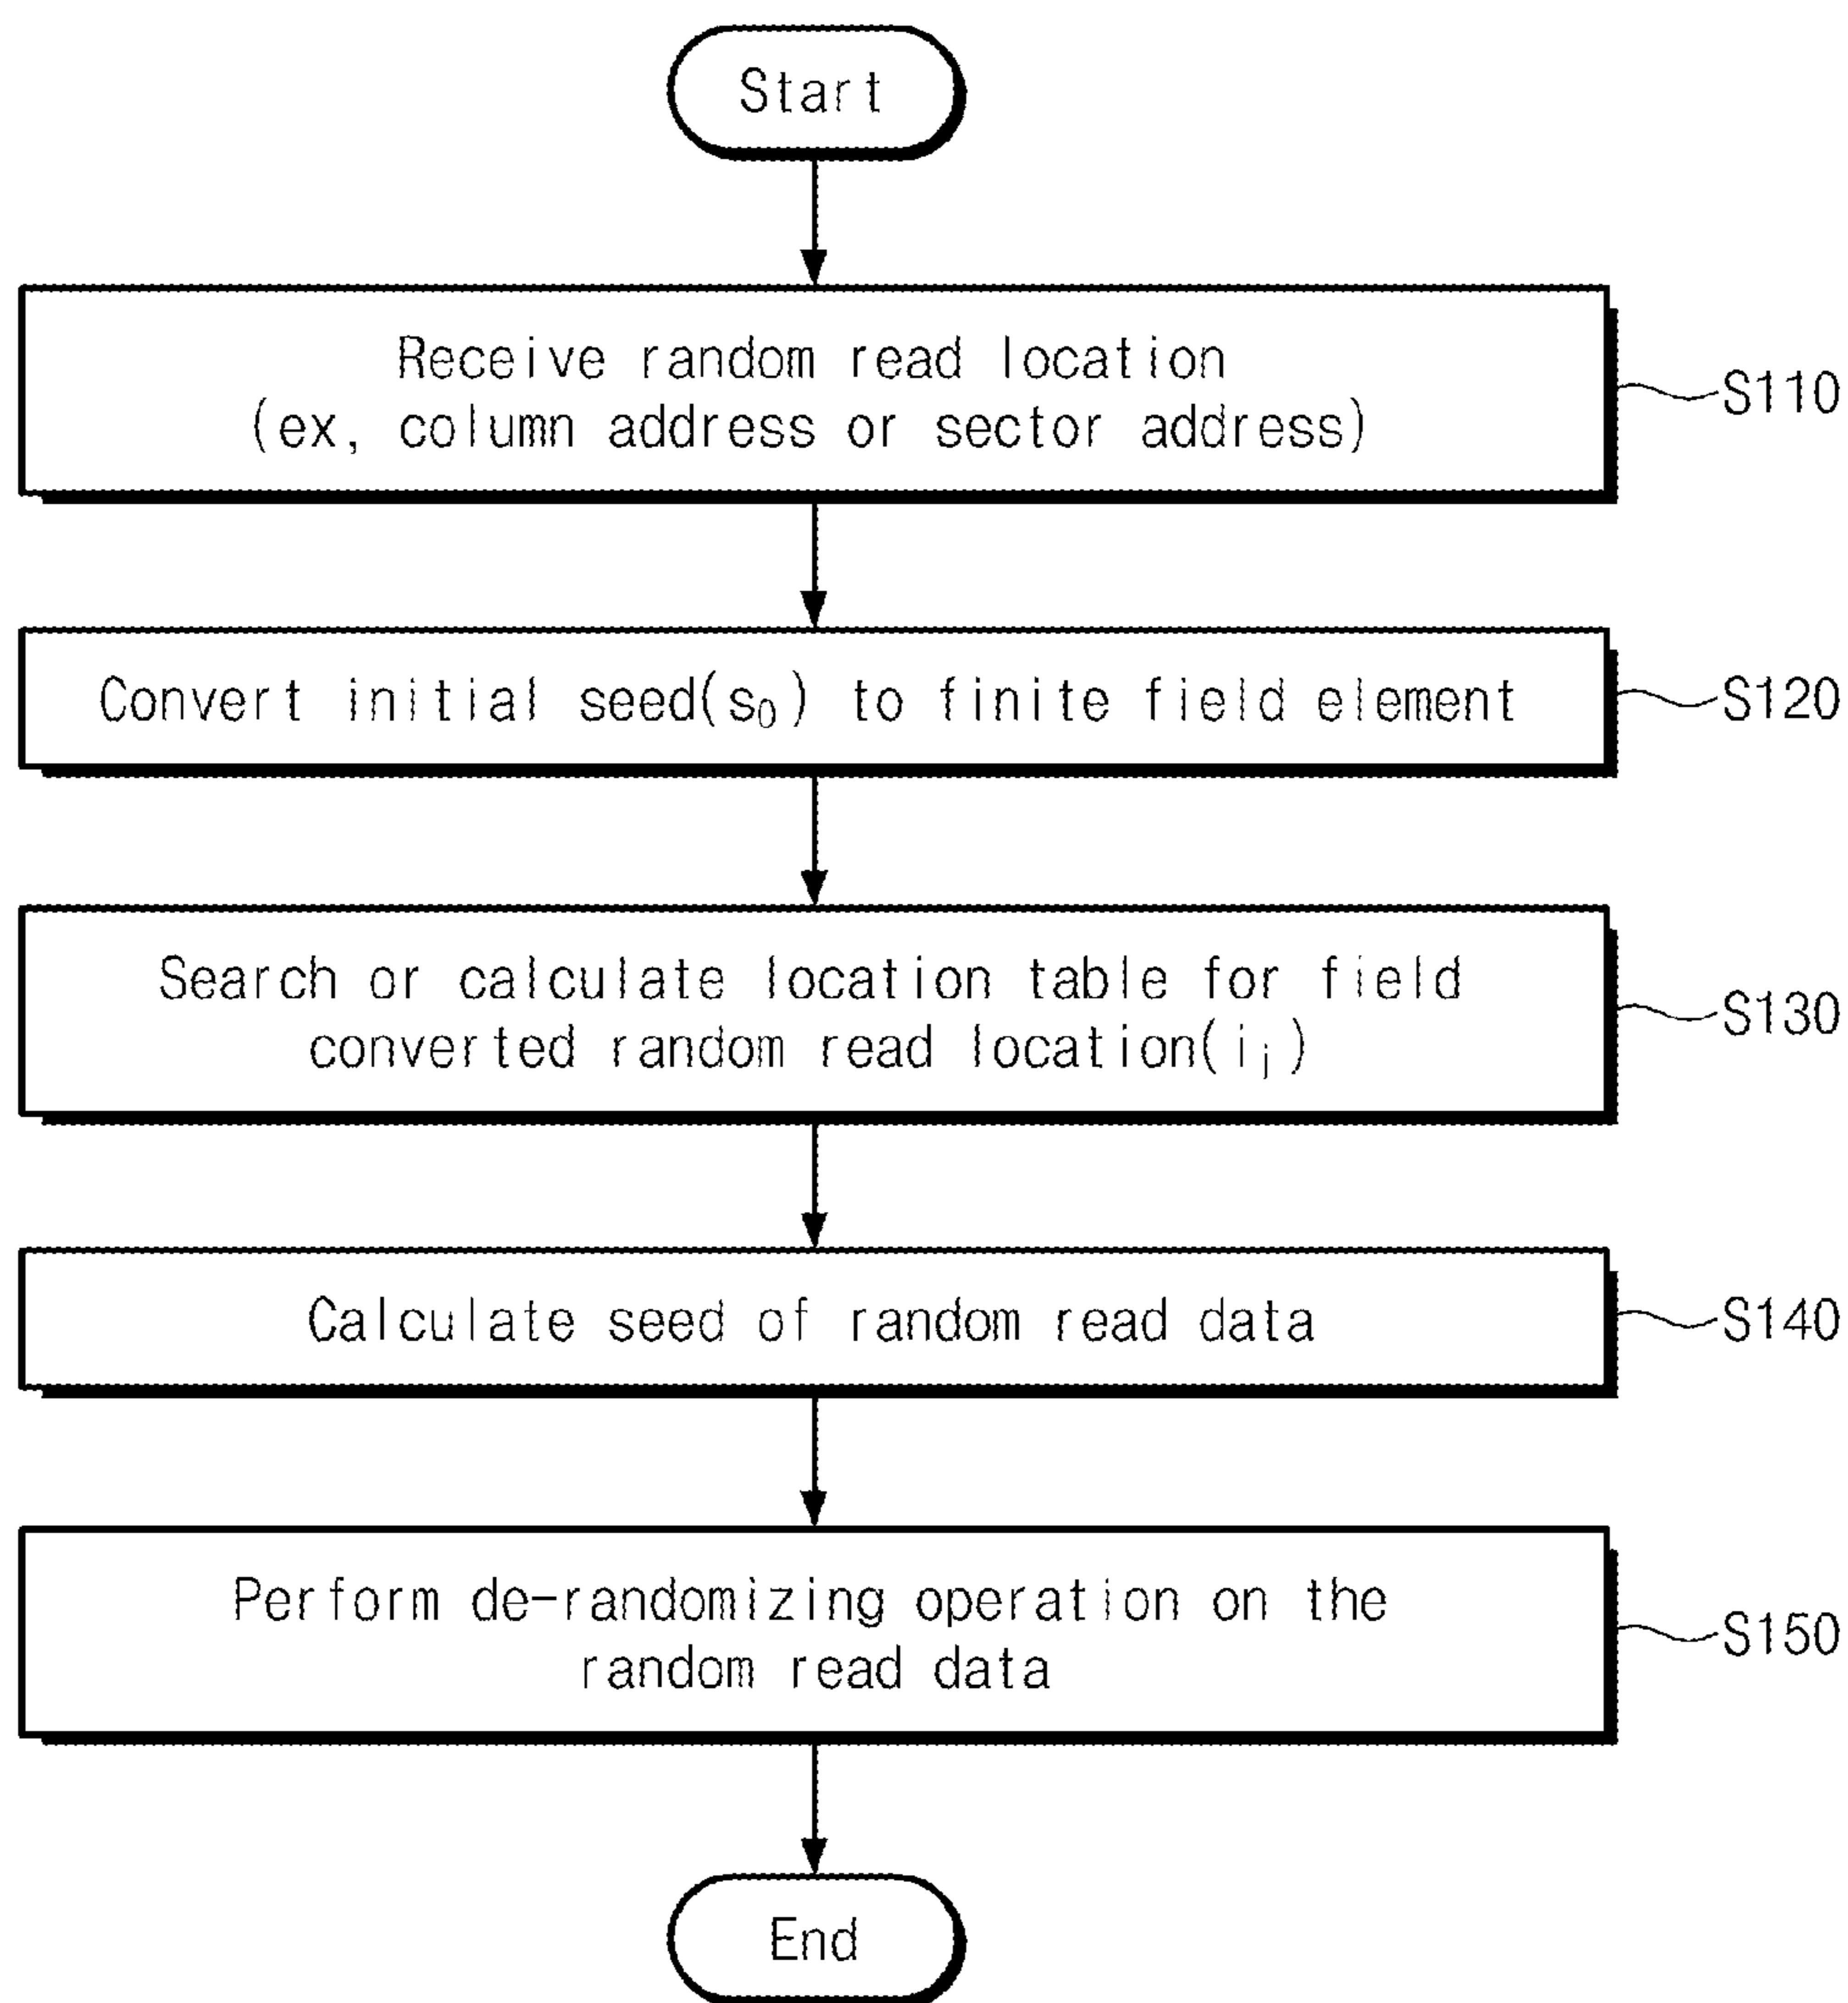 Start
Receive random read location
(ex, column address or sector address)
S110
Convert initial seed(s₀) to finite field element
S120
Search or calculate location table for field
converted random read location(iⱼ)
S130
Calculate seed of random read data
S140
Perform de-randomizing operation on the
random read data
S150
End